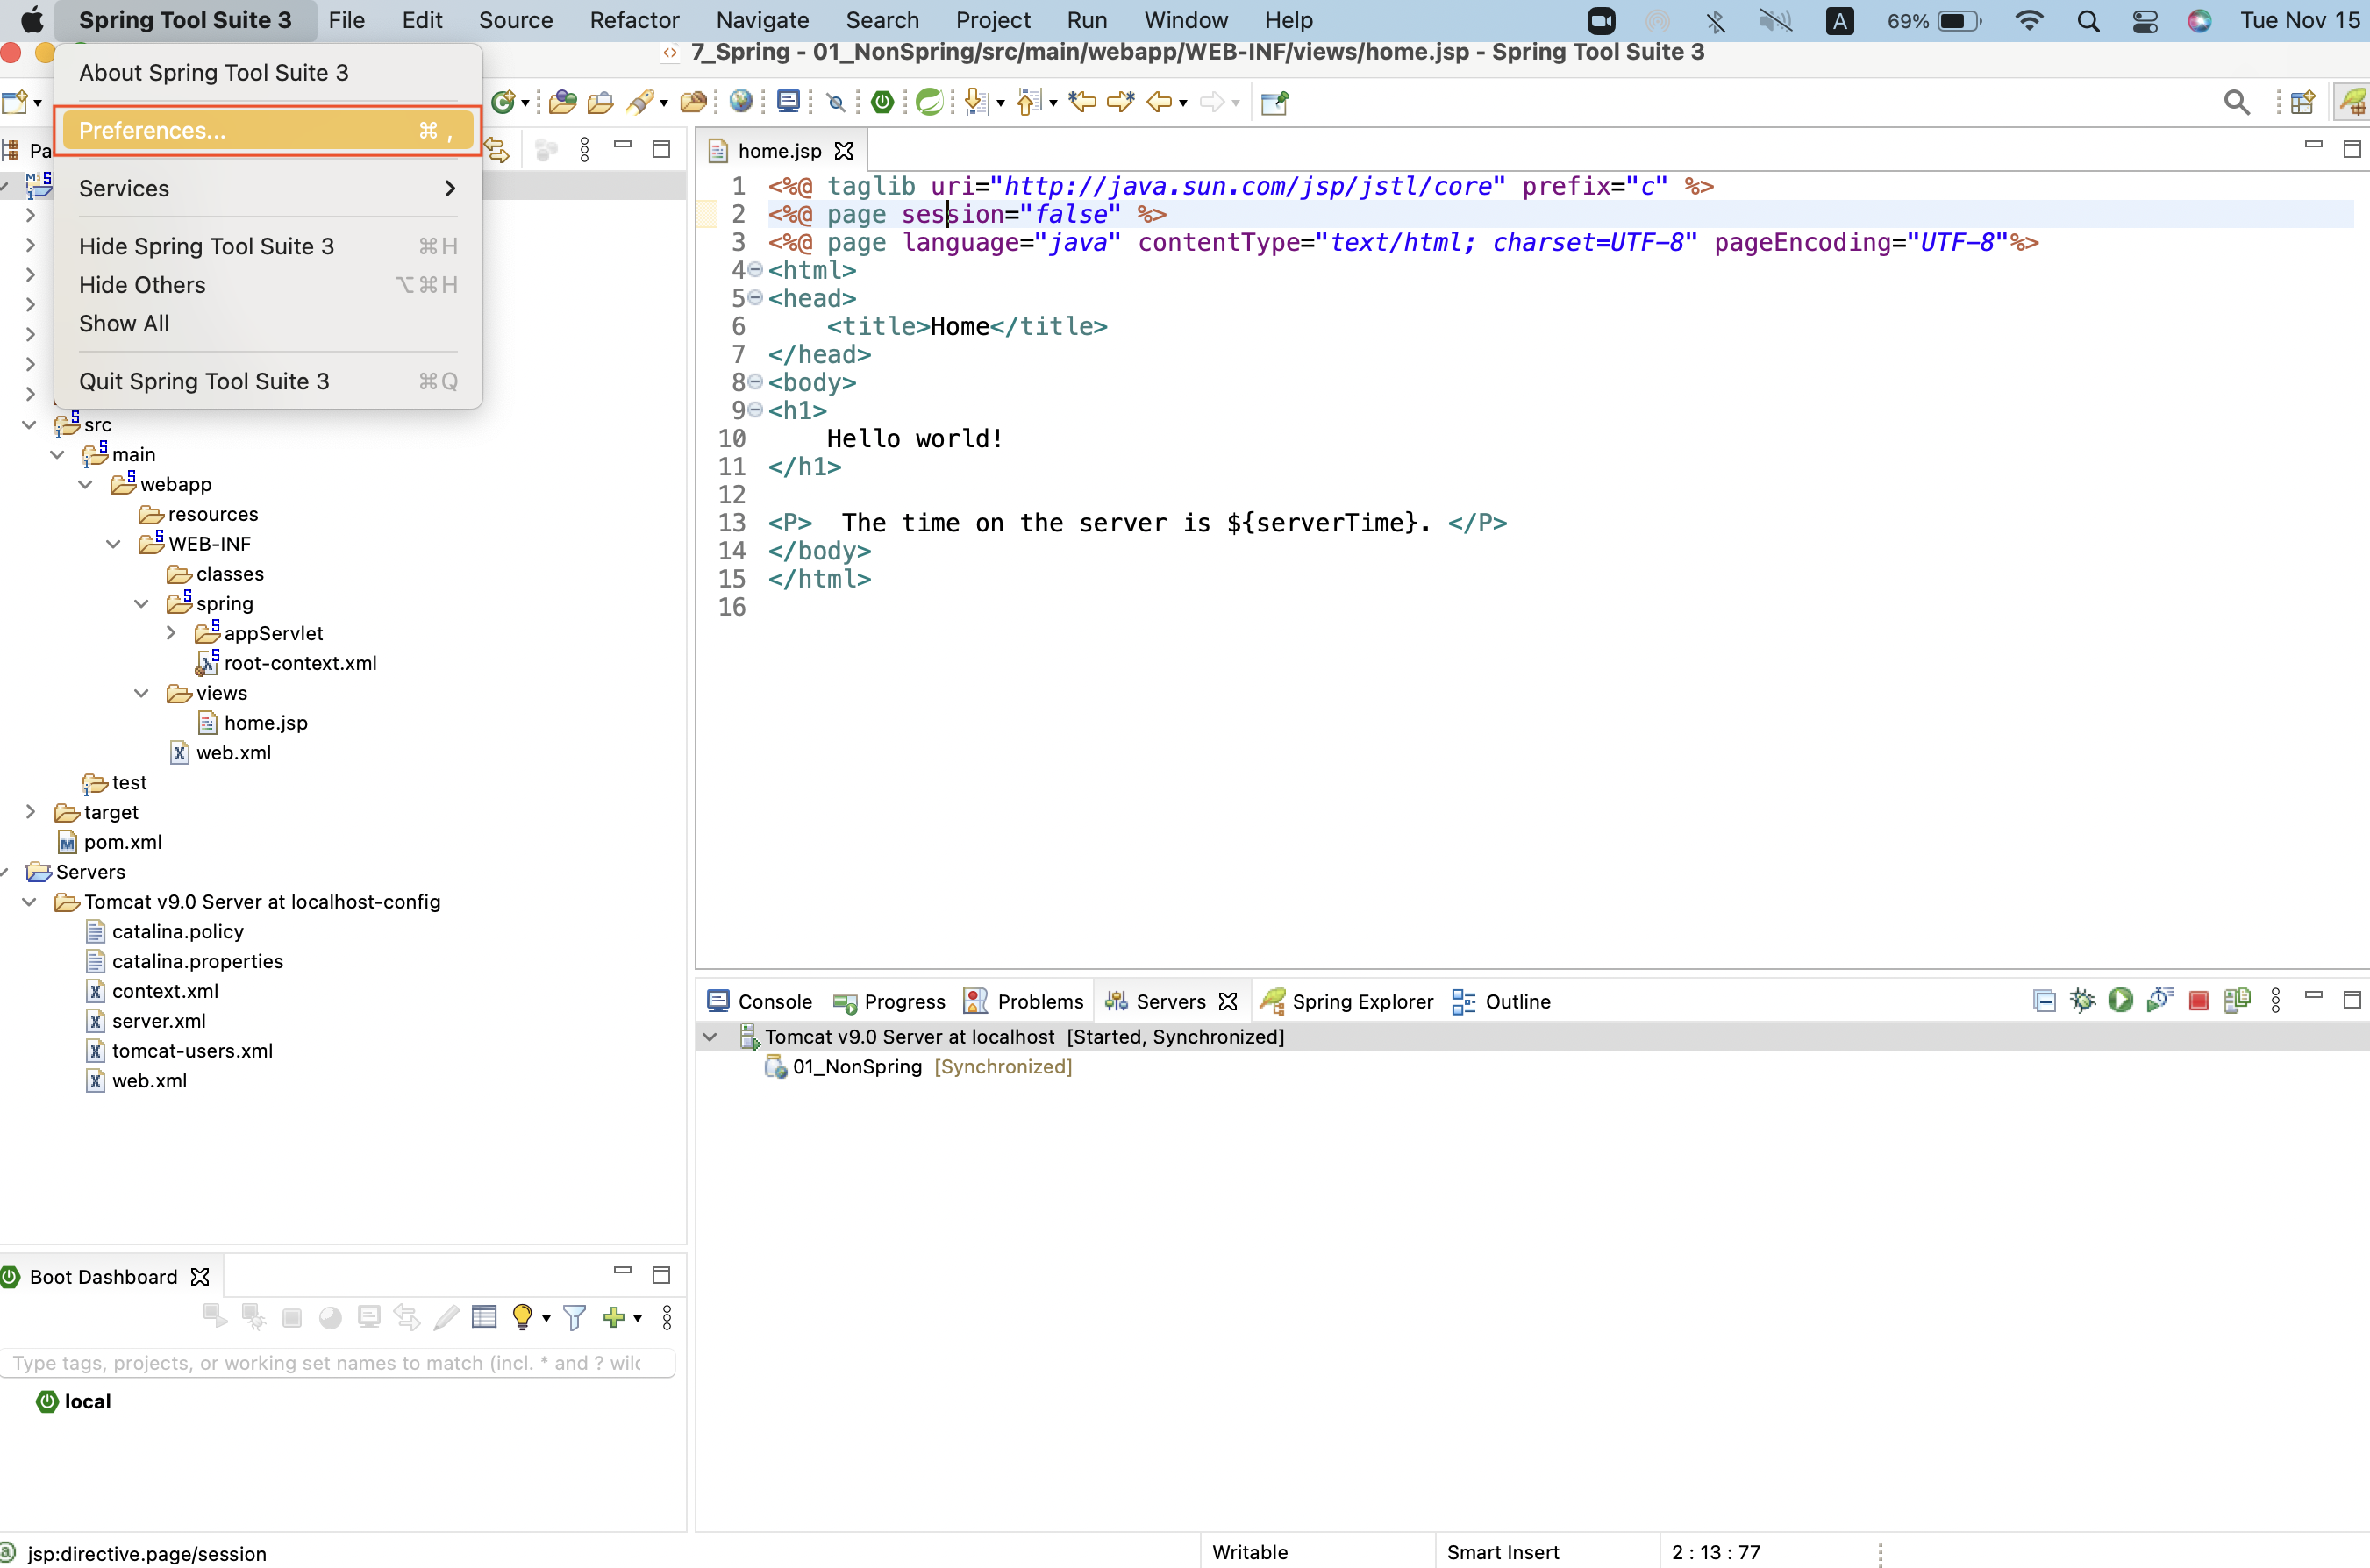 Spring Tool Suite 3 File Edit Source Refactor Navigate Search Project Run Window Help A 69% Tue Nov 15
7_Spring - 01_NonSpring/src/main/webapp/WEB-INF/views/home.jsp - Spring Tool Suite 3
About Spring Tool Suite 3
Preferences... ⌘ ,
Services
Hide Spring Tool Suite 3 ⌘H
Hide Others ⌥⌘H
Show All
Quit Spring Tool Suite 3 ⌘Q
Pa
src
main
webapp
resources
WEB-INF
classes
spring
appServlet
root-context.xml
views
home.jsp
web.xml
test
target
pom.xml
Servers
Tomcat v9.0 Server at localhost-config
catalina.policy
catalina.properties
context.xml
server.xml
tomcat-users.xml
web.xml
home.jsp
1 <%@ taglib uri="http://java.sun.com/jsp/jstl/core" prefix="c" %>
2 <%@ page session="false" %>
3 <%@ page language="java" contentType="text/html; charset=UTF-8" pageEncoding="UTF-8"%>
4 <html>
5 <head>
6 <title>Home</title>
7 </head>
8 <body>
9 <h1>
10 Hello world!
11 </h1>
12
13 <P> The time on the server is ${serverTime}. </P>
14 </body>
15 </html>
16
Console Progress Problems Servers Spring Explorer Outline
Tomcat v9.0 Server at localhost [Started, Synchronized]
01_NonSpring [Synchronized]
Boot Dashboard
Type tags, projects, or working set names to match (incl. * and ? wil
local
jsp:directive.page/session
Writable Smart Insert 2 : 13 : 77